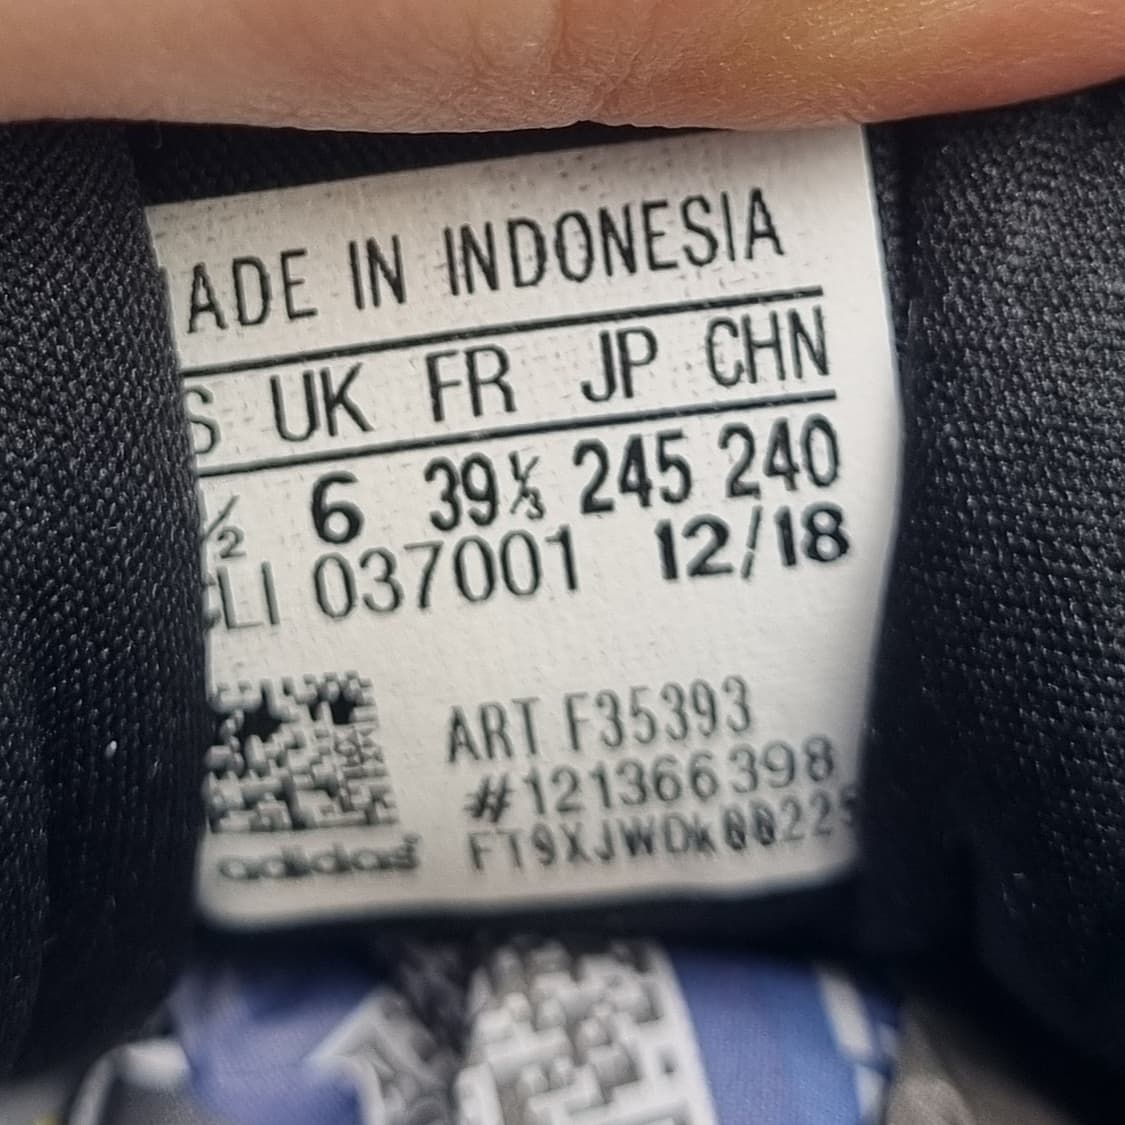 ADE IN INDONESIA
S UK FR JP CHN
½ 6 39⅓ 245 240
CLI 037001 12/18
ART F35393
#121366398
adidas